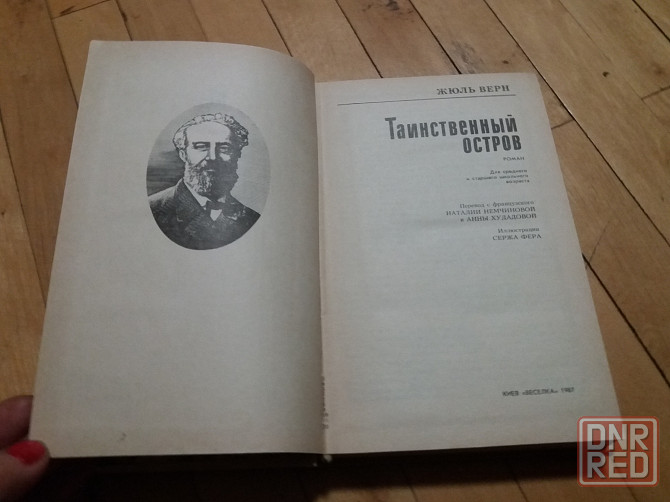 ЖЮЛЬ ВЕРН
Таинственный
ОСТРОВ
РОМАН
Для среднего
и старшего школьного
возраста
Перевод с французского
НАТАЛИИ НЕМЧИНОВОЙ
и АННЫ ХУДАДОВОЙ
Иллюстрации
СЕРЖА ФЕРА
КИЕВ «ВЕСЕЛКА» 1987
DNR
RED